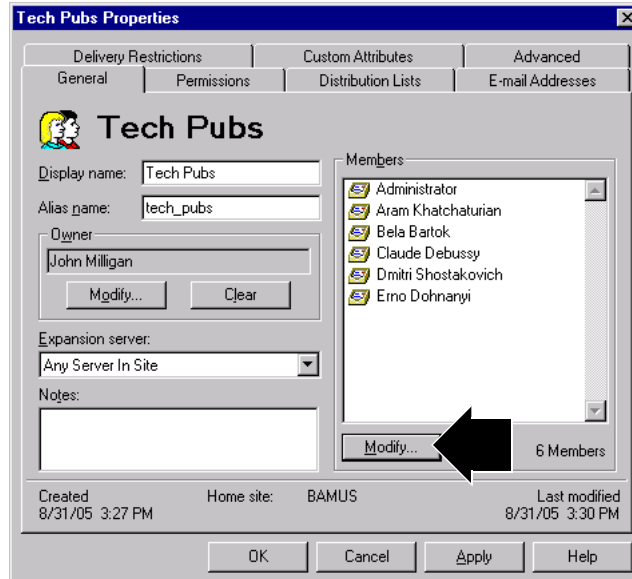 Tech Pubs Properties
Delivery Restrictions Custom Attributes Advanced
General Permissions Distribution Lists E-mail Addresses
Tech Pubs
Display name: Tech Pubs
Alias name: tech_pubs
Owner
John Milligan
Modify... Clear
Expansion server:
Any Server In Site
Notes:
Members
Administrator
Aram Khatchaturian
Bela Bartok
Claude Debussy
Dmitri Shostakovich
Erno Dohnanyi
Modify... 6 Members
Created Home site: BAMUS Last modified
8/31/05 3:27 PM 8/31/05 3:30 PM
OK Cancel Apply Help